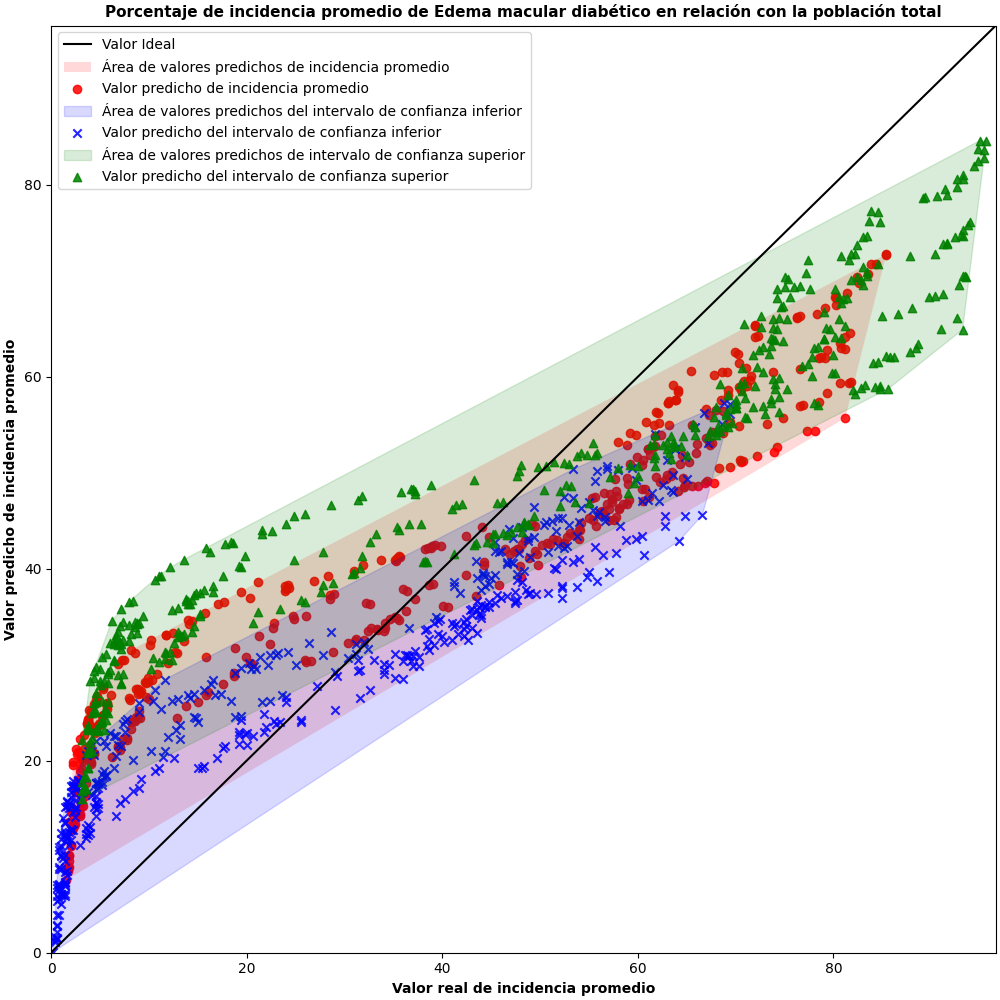 Porcentaje de incidencia promedio de Edema macular diabético en relación con la población total
Valor Ideal
Área de valores predichos de incidencia promedio
Valor predicho de incidencia promedio
Área de valores predichos del intervalo de confianza inferior
Valor predicho del intervalo de confianza inferior
Área de valores predichos de intervalo de confianza superior
Valor predicho del intervalo de confianza superior
Valor predicho de incidencia promedio
80
60
40
20
0
0 20 40 60 80
Valor real de incidencia promedio